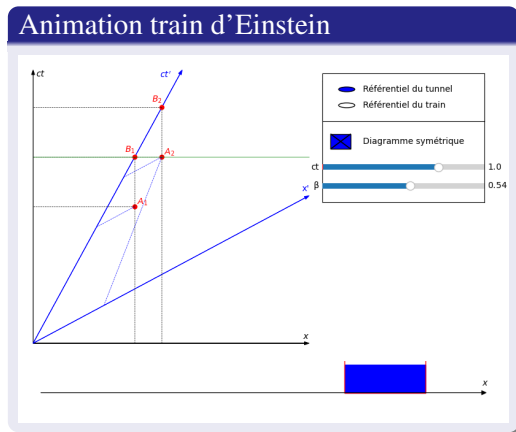 Animation train d'Einstein
ct
ct'
B₂
B₁
A₂
A₁
x'
x
Référentiel du tunnel
Référentiel du train
Diagramme symétrique
ct 1.0
β 0.54
x